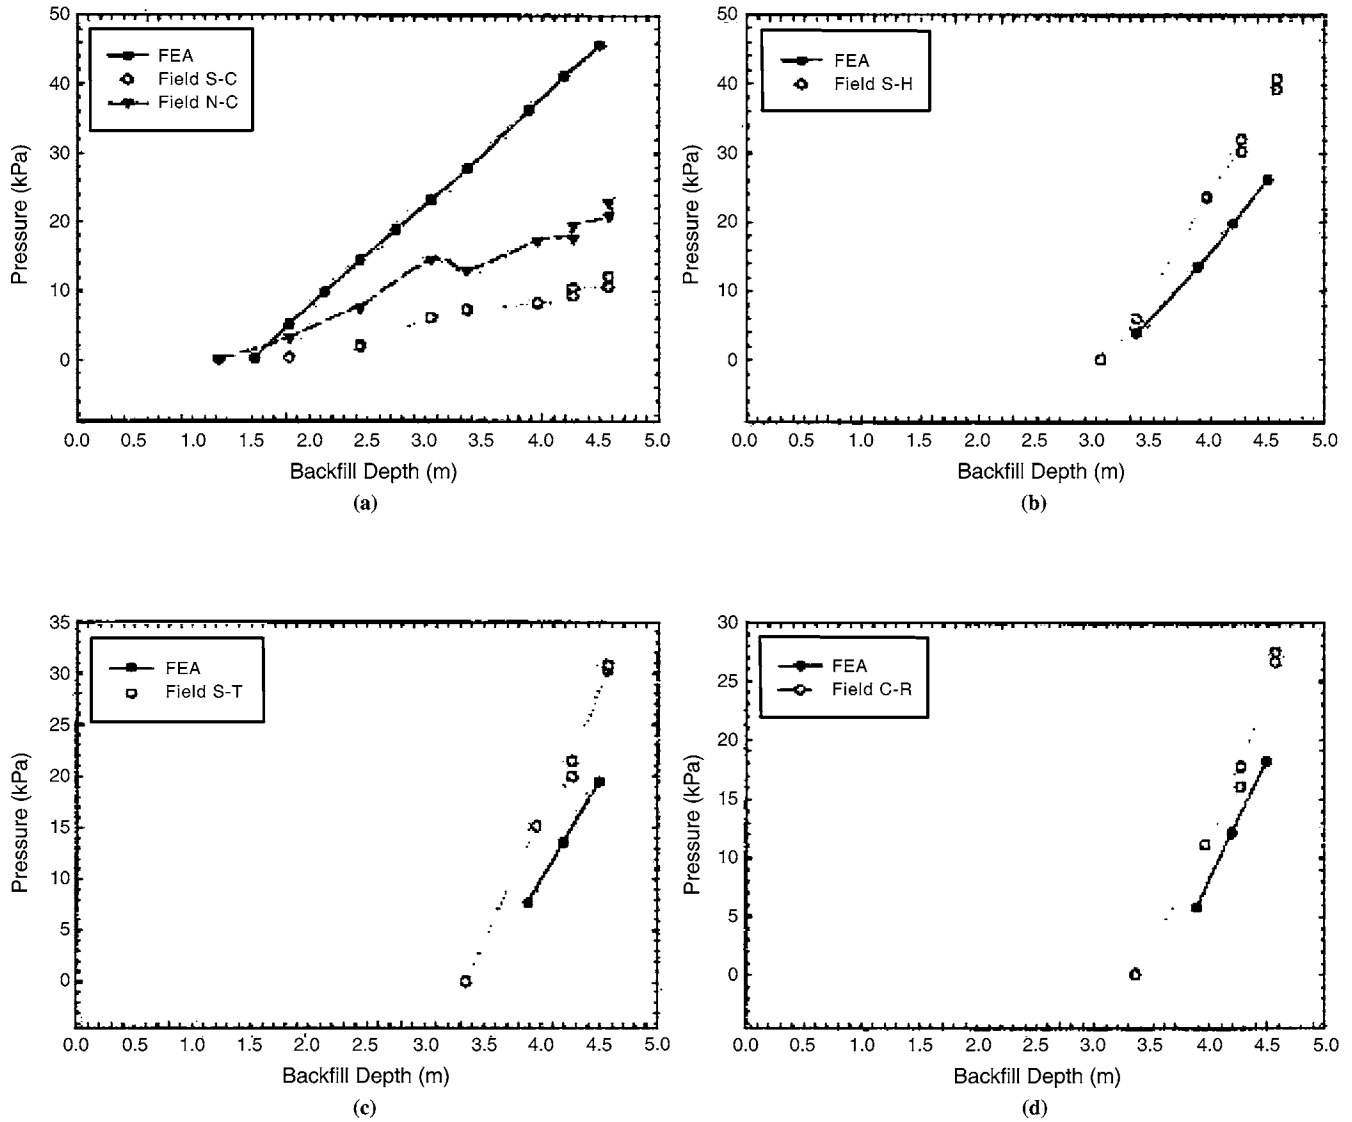 50
40
30
20
10
0
Pressure (kPa)
FEA
Field S-C
Field N-C
0.0 0.5 1.0 1.5 2.0 2.5 3.0 3.5 4.0 4.5 5.0
Backfill Depth (m)
(a)
50
40
30
20
10
0
Pressure (kPa)
FEA
Field S-H
0.0 0.5 1.0 1.5 2.0 2.5 3.0 3.5 4.0 4.5 5.0
Backfill Depth (m)
(b)
35
30
25
20
15
10
5
0
Pressure (kPa)
FEA
Field S-T
0.0 0.5 1.0 1.5 2.0 2.5 3.0 3.5 4.0 4.5 5.0
Backfill Depth (m)
(c)
30
25
20
15
10
5
0
Pressure (kPa)
FEA
Field C-R
0.0 0.5 1.0 1.5 2.0 2.5 3.0 3.5 4.0 4.5 5.0
Backfill Depth (m)
(d)